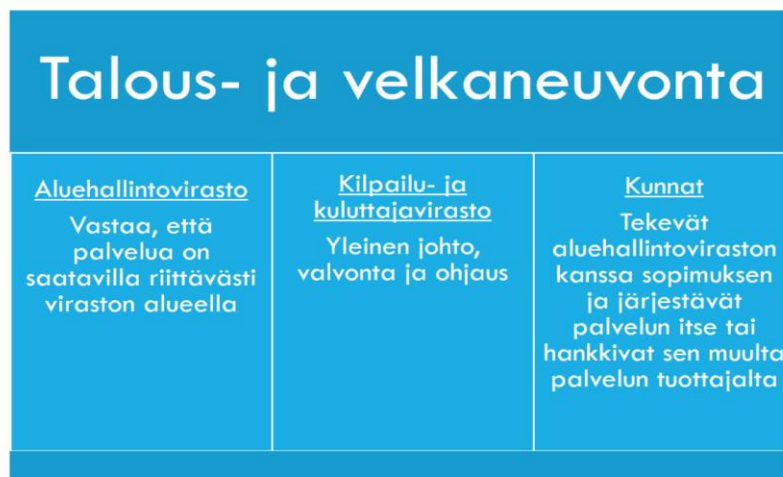 Talous- ja velkaneuvonta
Aluehallintovirasto
Vastaa, että
palvelua on
saatavilla riittävästi
viraston alueella
Kilpailu- ja
kuluttajavirasto
Yleinen johto,
valvonta ja ohjaus
Kunnat
Tekevät
aluehallintoviraston
kanssa sopimuksen
ja järjestävät
palvelun itse tai
hankkivat sen muulta
palvelun tuottajalta